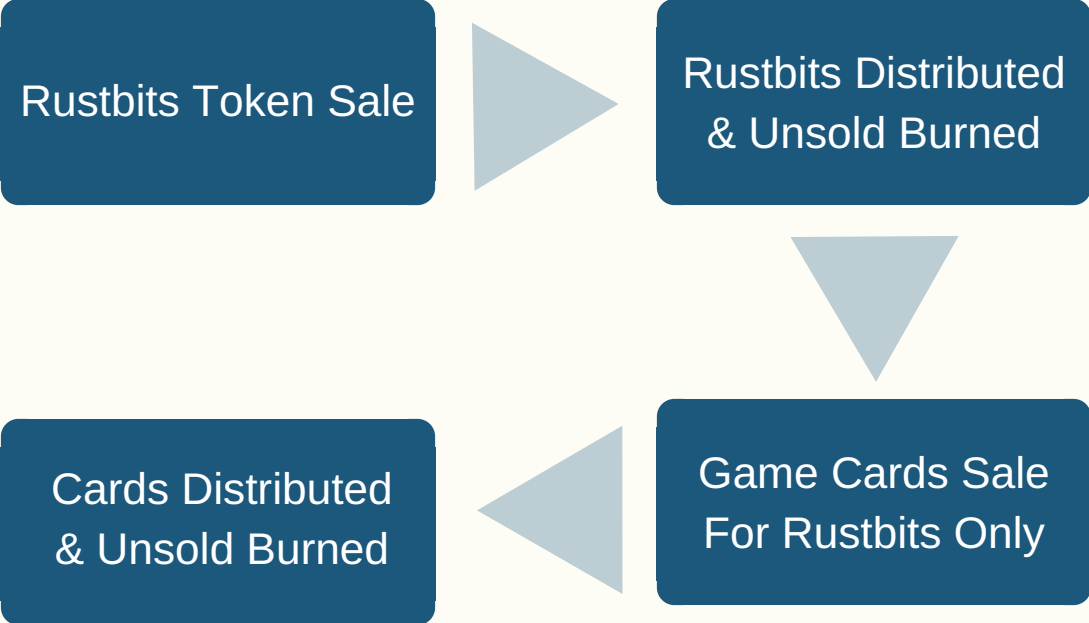 Rustbits Token Sale
Rustbits Distributed
& Unsold Burned
Game Cards Sale
For Rustbits Only
Cards Distributed
& Unsold Burned